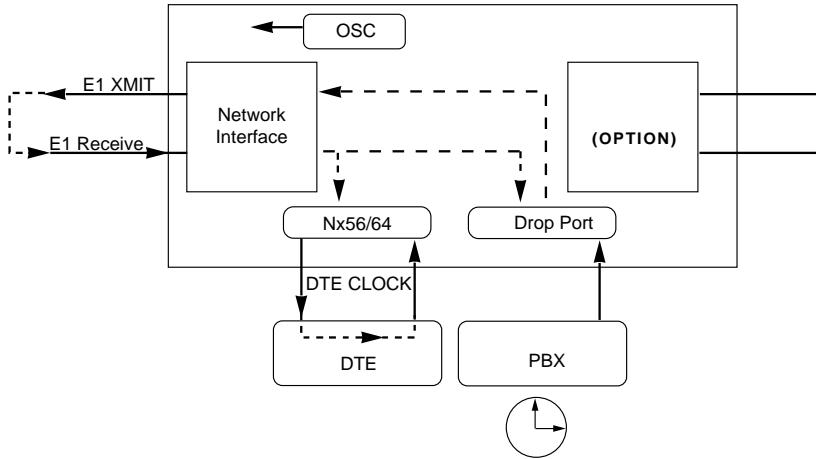 OSC
E1 XMIT
Network
Interface
(OPTION)
E1 Receive
Nx56/64
Drop Port
DTE CLOCK
DTE
PBX